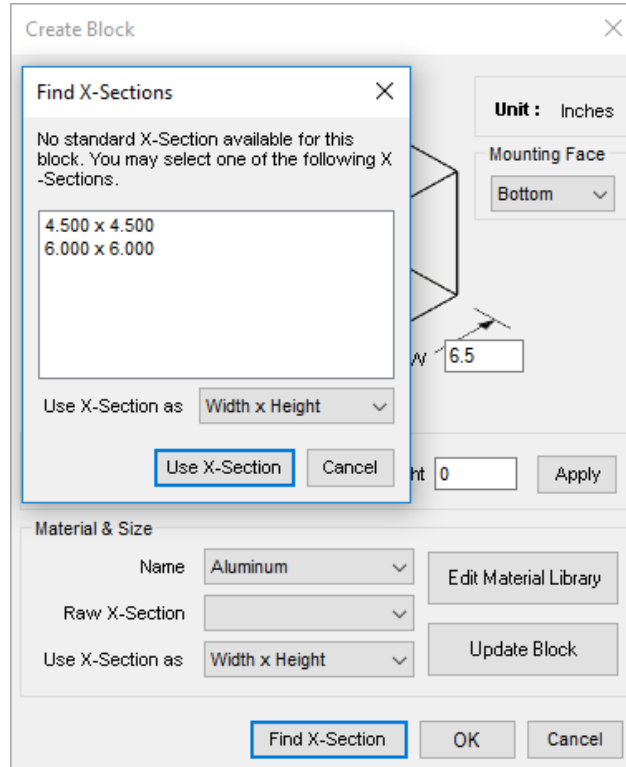 Create Block
Find X-Sections
No standard X-Section available for this
block. You may select one of the following X
-Sections.
4.500 x 4.500
6.000 x 6.000
Use X-Section as Width x Height
Use X-Section Cancel
Unit : Inches
Mounting Face
Bottom
6.5
ht 0 Apply
Material & Size
Name Aluminum
Edit Material Library
Raw X-Section
Use X-Section as Width x Height
Update Block
Find X-Section OK Cancel